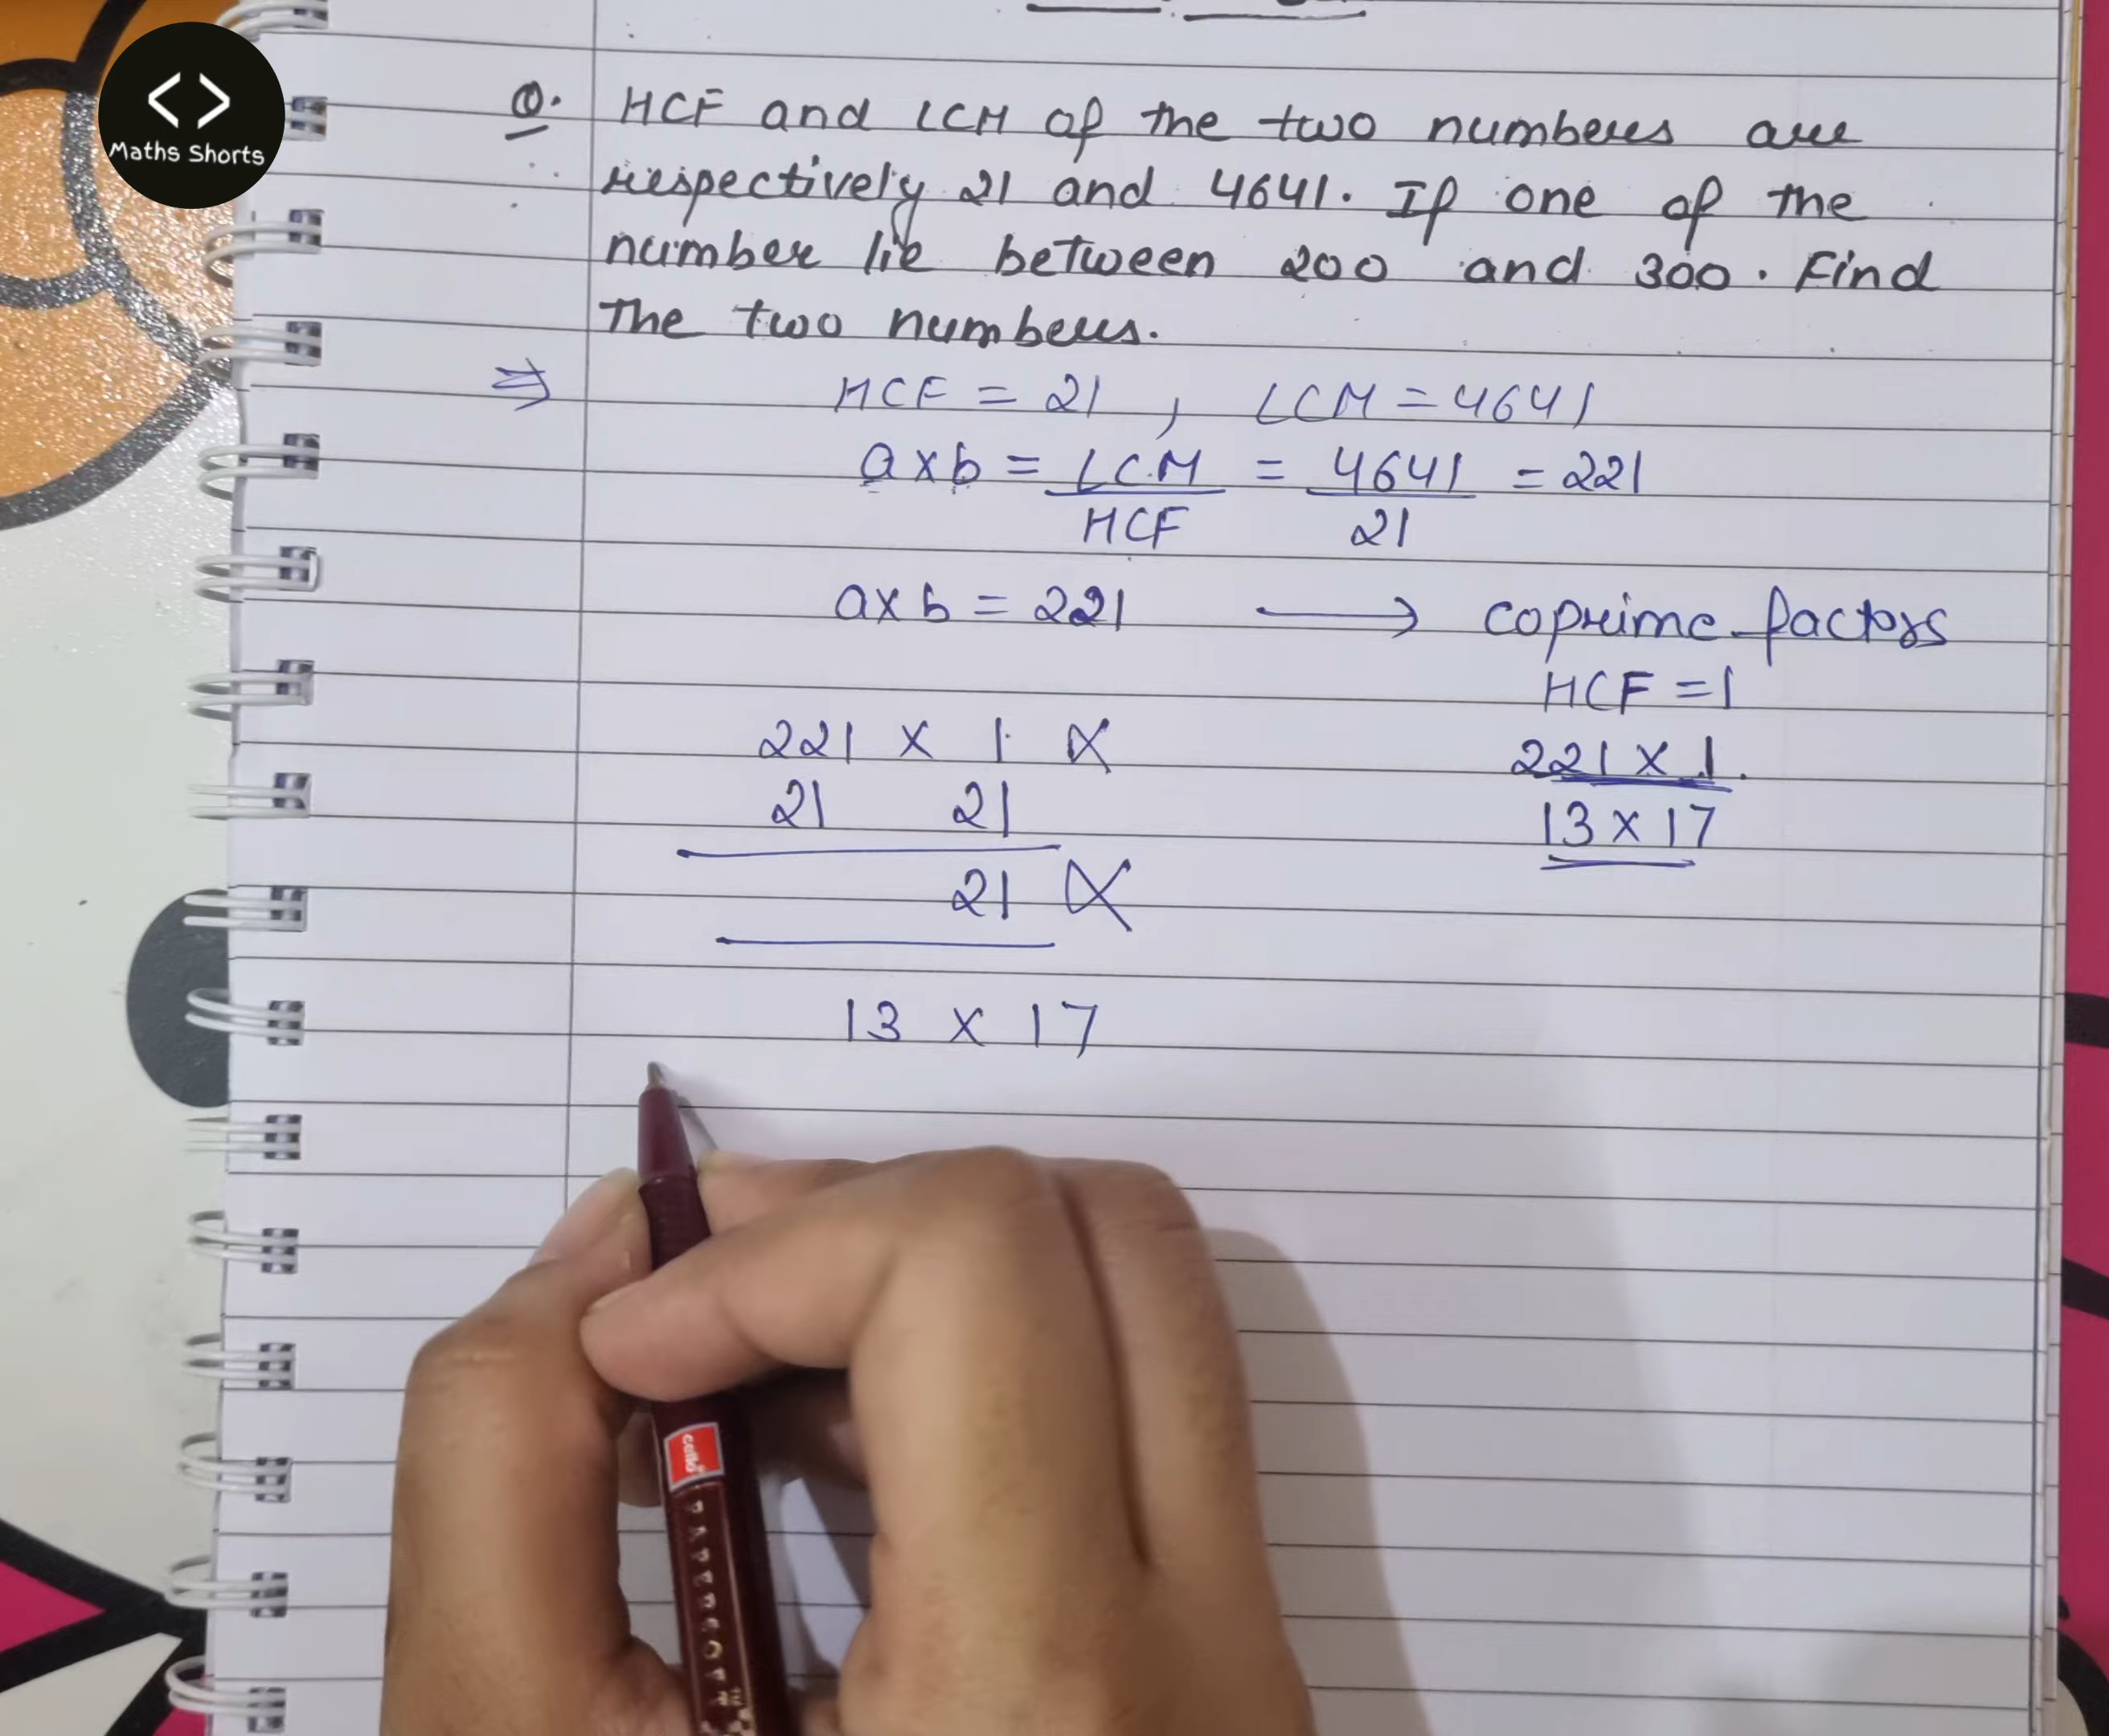 <>
Maths Shorts
Q. HCF and LCM of the two numbers are
respectively 21 and 4641. If one of the
number lie between 200 and 300. Find
The two numbers.
⇒ HCF = 21 , LCM = 4641
a x b = LCM / HCF = 4641 / 21 = 221
a x b = 221 ⟶ coprime factors
HCF = 1
221 x 1 X
221 x 1.
21 21
13 x 17
21 X
13 x 17
cello
PAPERSOFT